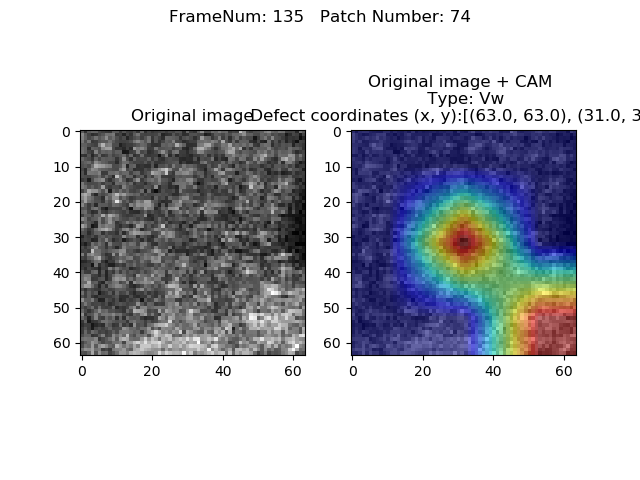 FrameNum: 135   Patch Number: 74
Original image
Original image + CAM
Type: Vw
Defect coordinates (x, y):[(63.0, 63.0), (31.0, 3
0
10
20
30
40
50
60
0 20 40 60
0
10
20
30
40
50
60
0 20 40 60